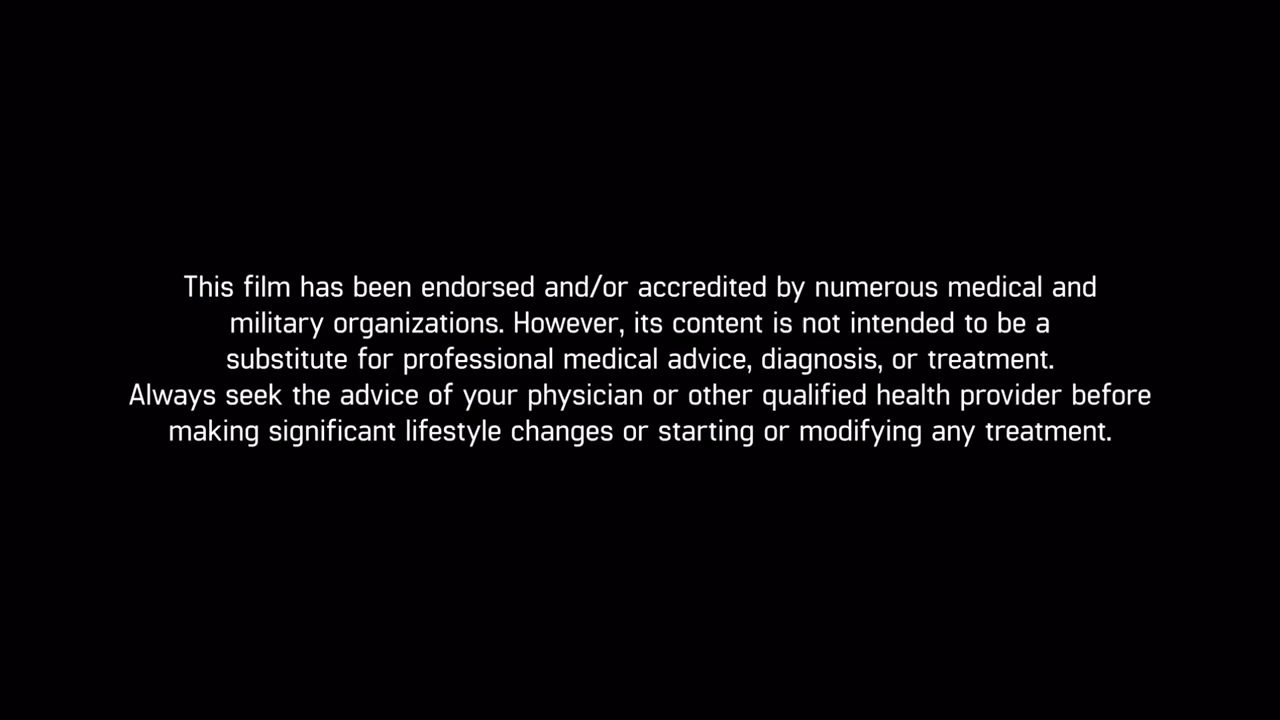 This film has been endorsed and/or accredited by numerous medical and
military organizations. However, its content is not intended to be a
substitute for professional medical advice, diagnosis, or treatment.
Always seek the advice of your physician or other qualified health provider before
making significant lifestyle changes or starting or modifying any treatment.